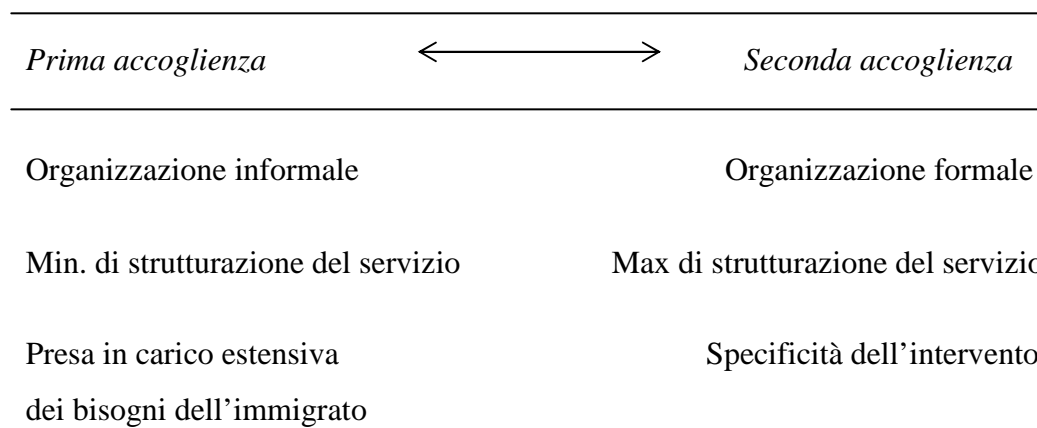 Prima accoglienza Seconda accoglienza
Organizzazione informale Organizzazione formale
Min. di strutturazione del servizio Max di strutturazione del servizio
Presa in carico estensiva Specificità dell’intervento
dei bisogni dell’immigrato